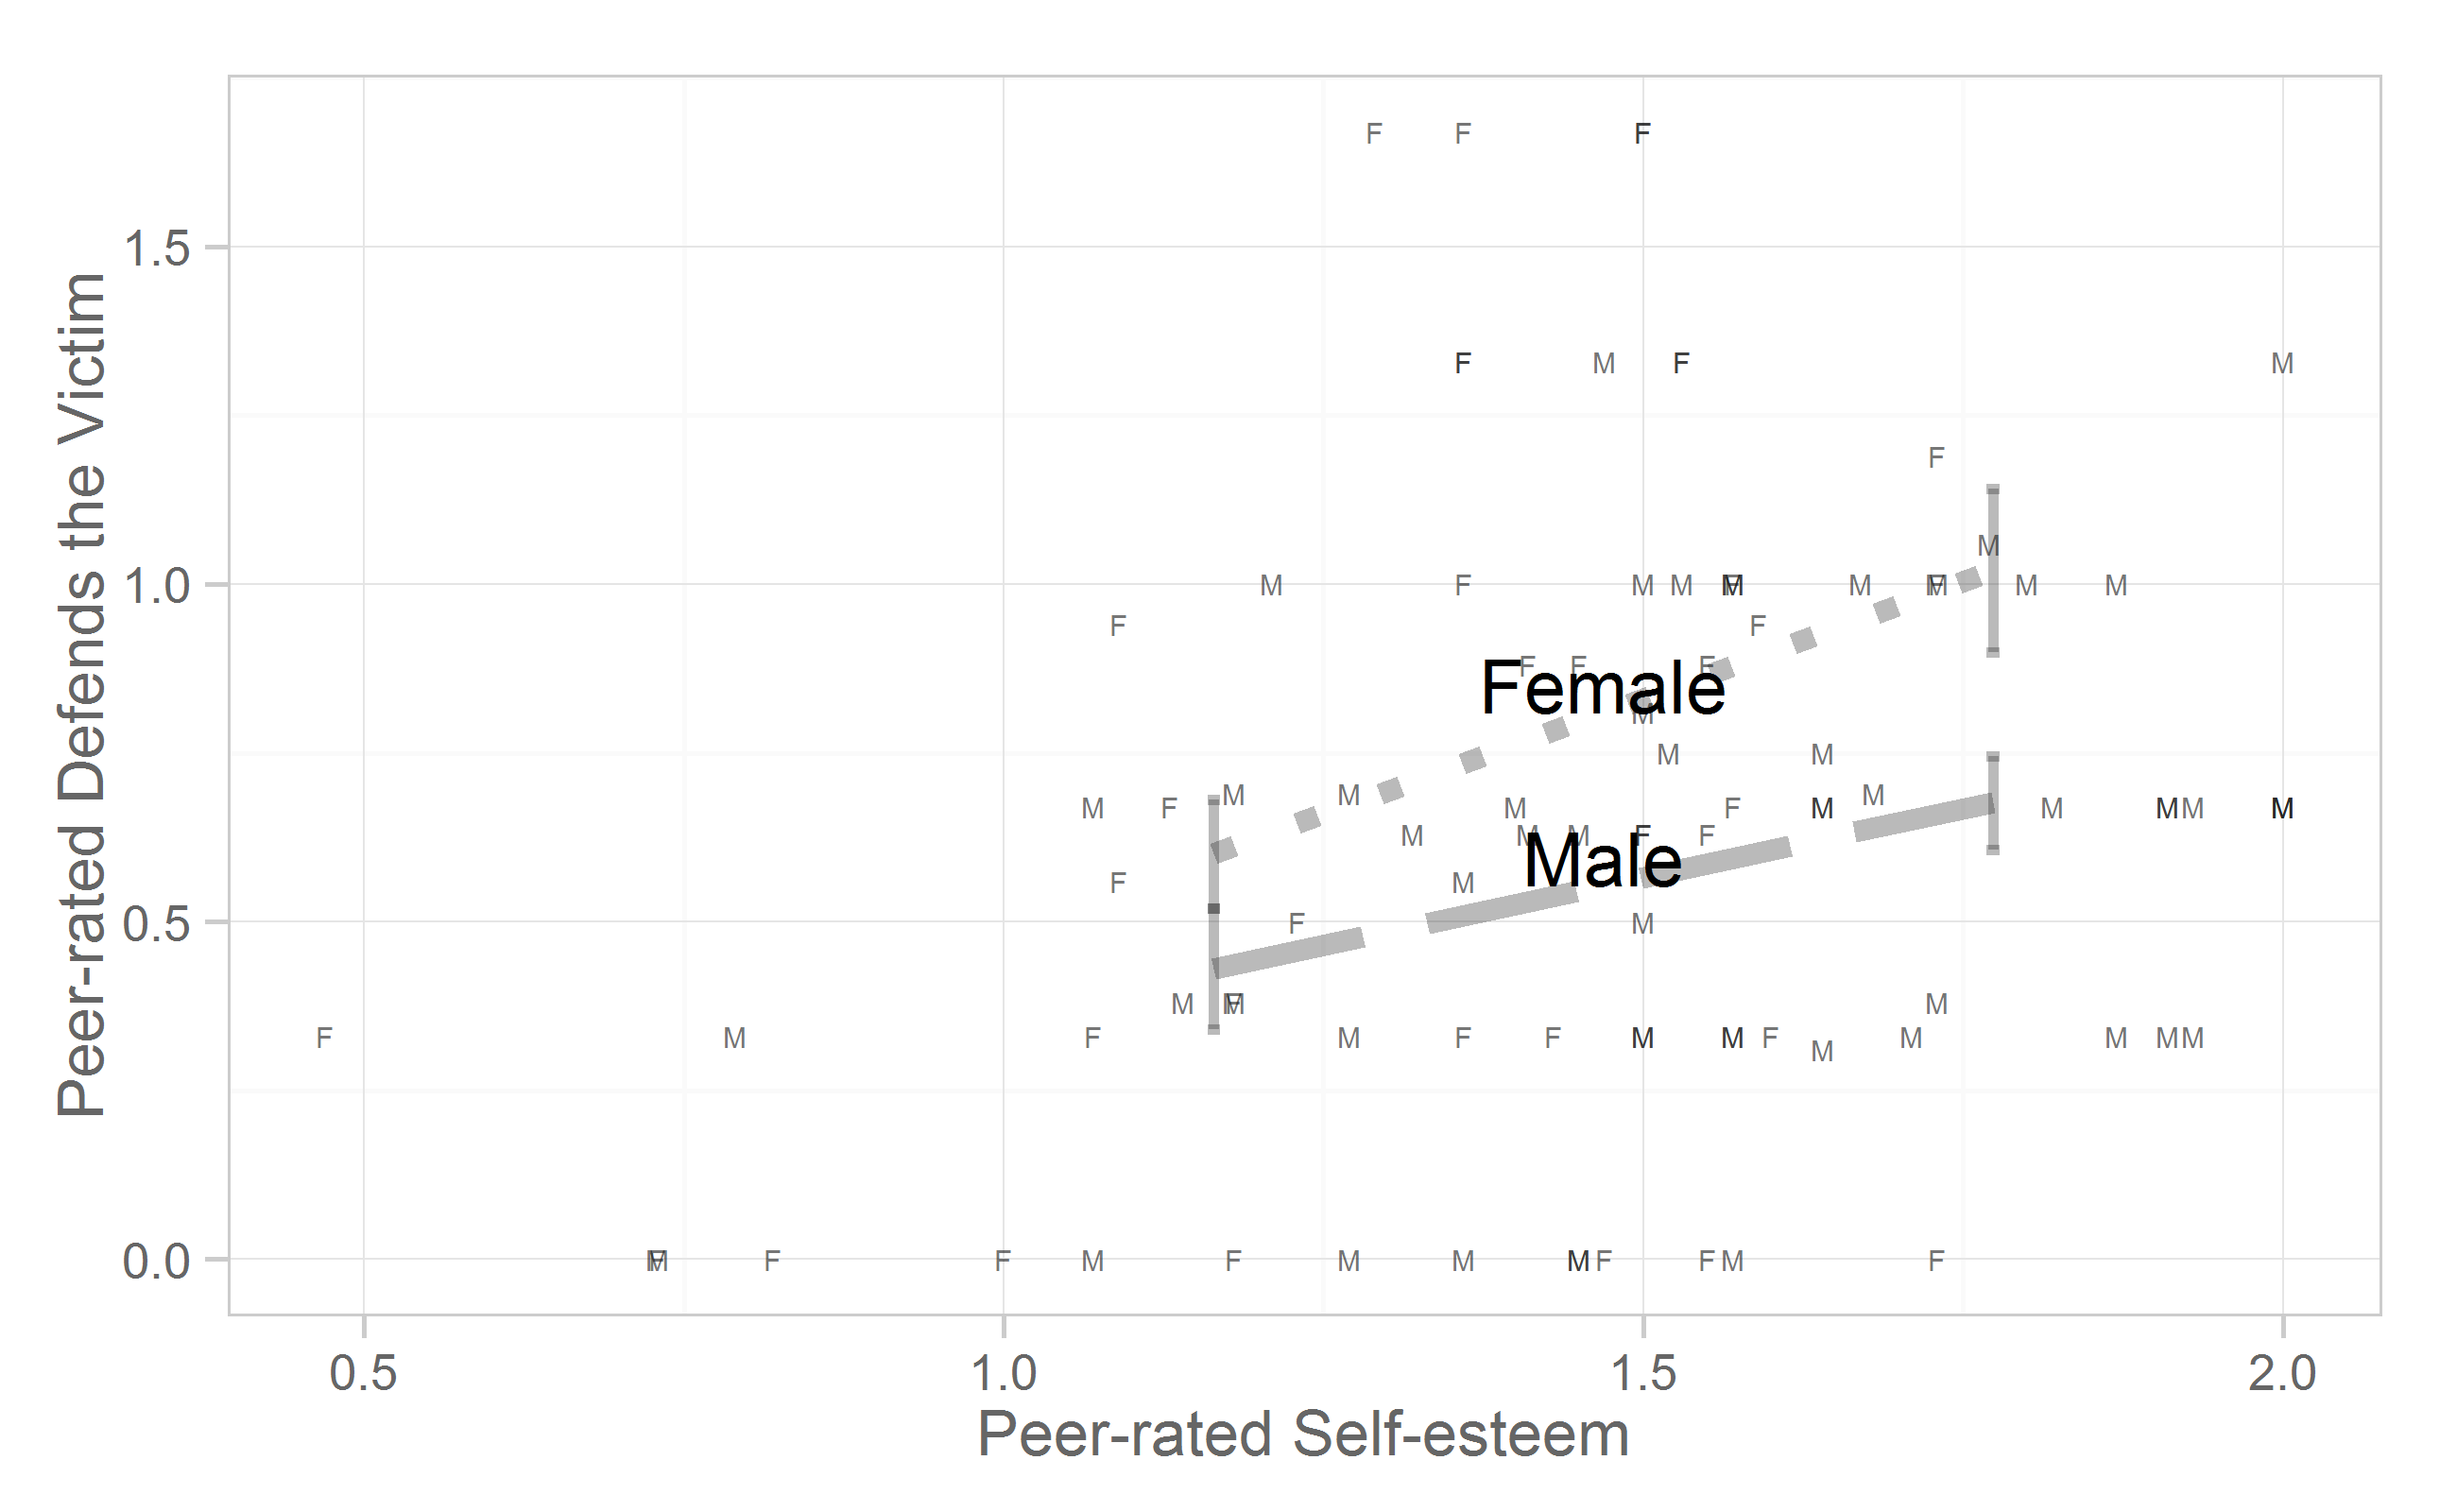 F F F
1.5
F M F M
F
M
1.0
M F M M M M M M M
F F
F F F
Female
M
M M
M M M
M F M F M M M M M
M M M F F
Male
F M
F M
0.5
M M M
F M F M F F M M F M M M M
M
0.0
M F F M F M M M F F M F
0.5 1.0 1.5 2.0
Peer-rated Self-esteem
Peer-rated Defends the Victim